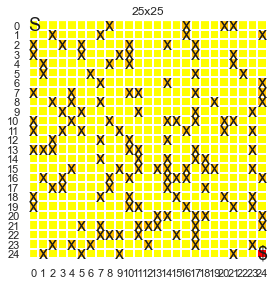 25x25
0 S X X X X
1 X X X
2 X X X X X
3 X X X X X X
4 X X X X
5 X X X
6 X X X
7 X X X X X
8 X X X X
9 X X X X X
10 X X X X X X X X X
11 X X X X X X X
12 X X X
13 X X X X X
14 X X X X X
15 X X X X X X X
16 X X X X X X X X
17 X X X X X
18 X X X X
19 X X X X X
20 X X X X X
21 X X X X X X X
22 X X X X X
23 X X X X X
24 X X X $
0 1 2 3 4 5 6 7 8 9 10 11 12 13 14 15 16 17 18 19 20 21 22 23 24